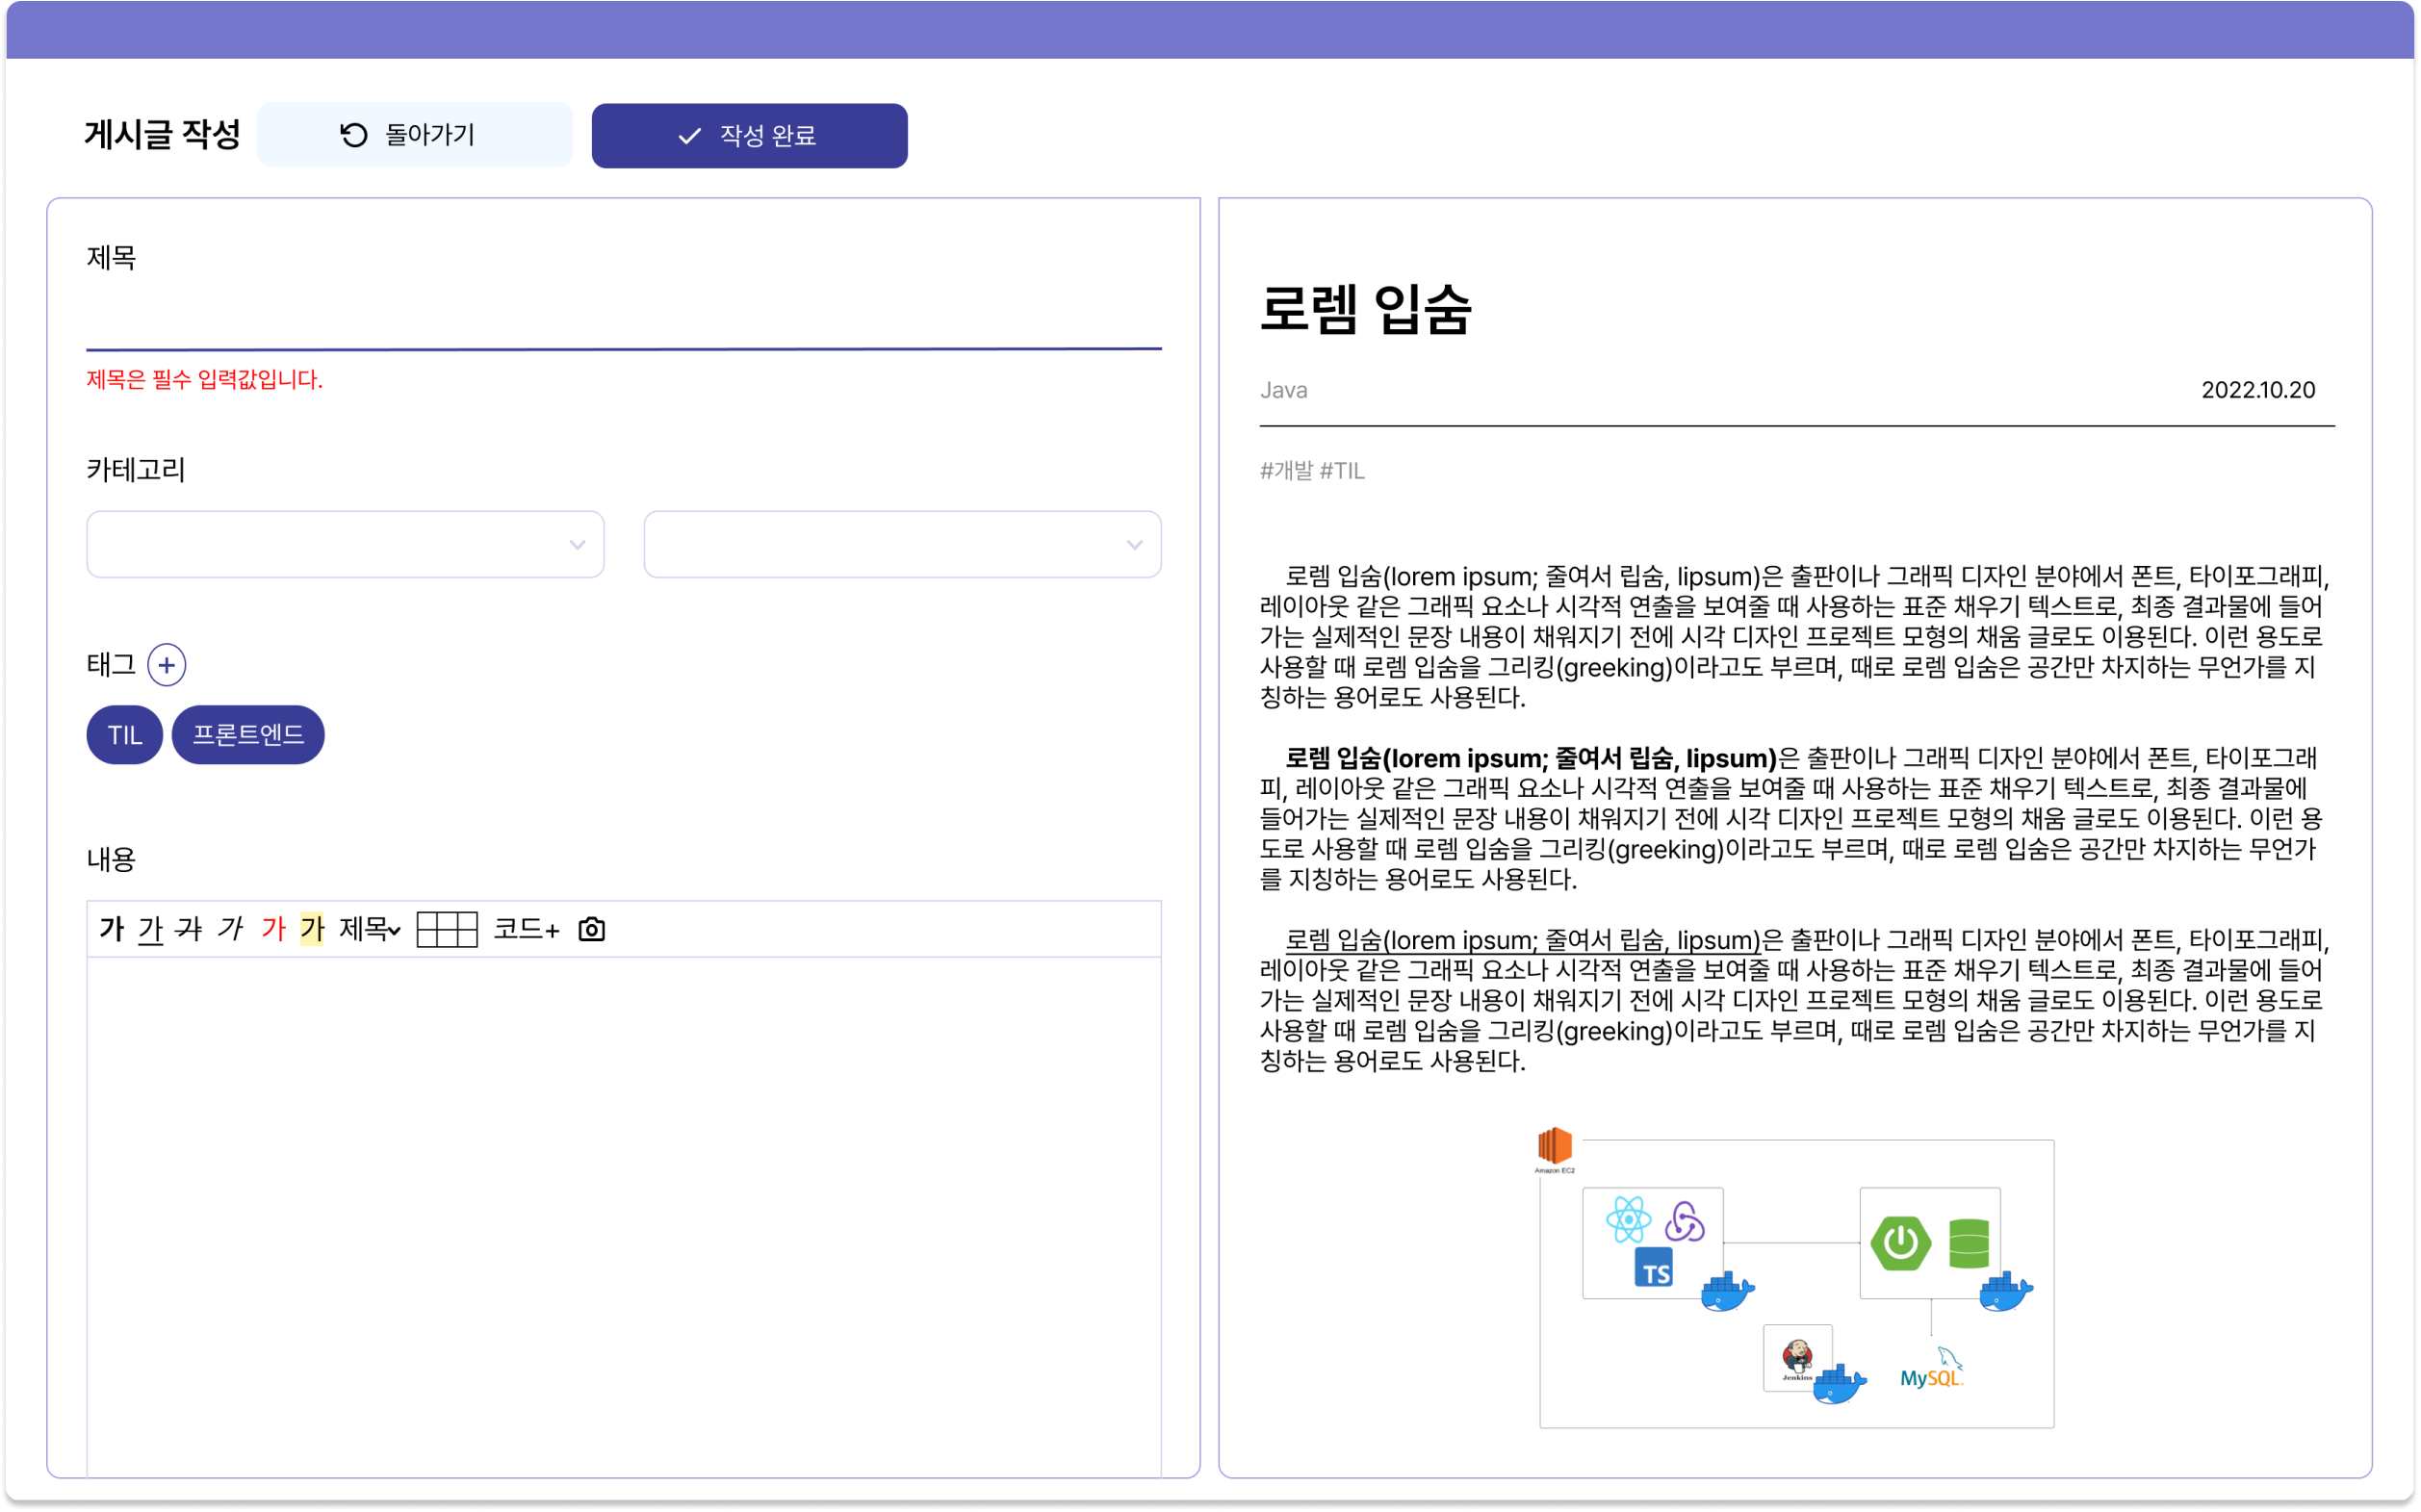 게시글 작성
돌아가기
작성 완료
제목
제목은 필수 입력값입니다.
카테고리
태그
TIL
프론트엔드
내용
가 가 가 가 가 가 제목 코드+
로렘 입숨
Java
2022.10.20
#개발 #TIL
로렘 입숨(lorem ipsum; 줄여서 립숨, lipsum)은 출판이나 그래픽 디자인 분야에서 폰트, 타이포그래피,
레이아웃 같은 그래픽 요소나 시각적 연출을 보여줄 때 사용하는 표준 채우기 텍스트로, 최종 결과물에 들어
가는 실제적인 문장 내용이 채워지기 전에 시각 디자인 프로젝트 모형의 채움 글로도 이용된다. 이런 용도로
사용할 때 로렘 입숨을 그리킹(greeking)이라고도 부르며, 때로 로렘 입숨은 공간만 차지하는 무언가를 지
칭하는 용어로도 사용된다.
로렘 입숨(lorem ipsum; 줄여서 립숨, lipsum)은 출판이나 그래픽 디자인 분야에서 폰트, 타이포그래
피, 레이아웃 같은 그래픽 요소나 시각적 연출을 보여줄 때 사용하는 표준 채우기 텍스트로, 최종 결과물에
들어가는 실제적인 문장 내용이 채워지기 전에 시각 디자인 프로젝트 모형의 채움 글로도 이용된다. 이런 용
도로 사용할 때 로렘 입숨을 그리킹(greeking)이라고도 부르며, 때로 로렘 입숨은 공간만 차지하는 무언가
를 지칭하는 용어로도 사용된다.
로렘 입숨(lorem ipsum; 줄여서 립숨, lipsum)은 출판이나 그래픽 디자인 분야에서 폰트, 타이포그래피,
레이아웃 같은 그래픽 요소나 시각적 연출을 보여줄 때 사용하는 표준 채우기 텍스트로, 최종 결과물에 들어
가는 실제적인 문장 내용이 채워지기 전에 시각 디자인 프로젝트 모형의 채움 글로도 이용된다. 이런 용도로
사용할 때 로렘 입숨을 그리킹(greeking)이라고도 부르며, 때로 로렘 입숨은 공간만 차지하는 무언가를 지
칭하는 용어로도 사용된다.
Amazon EC2
TS
Jenkins
MySQL